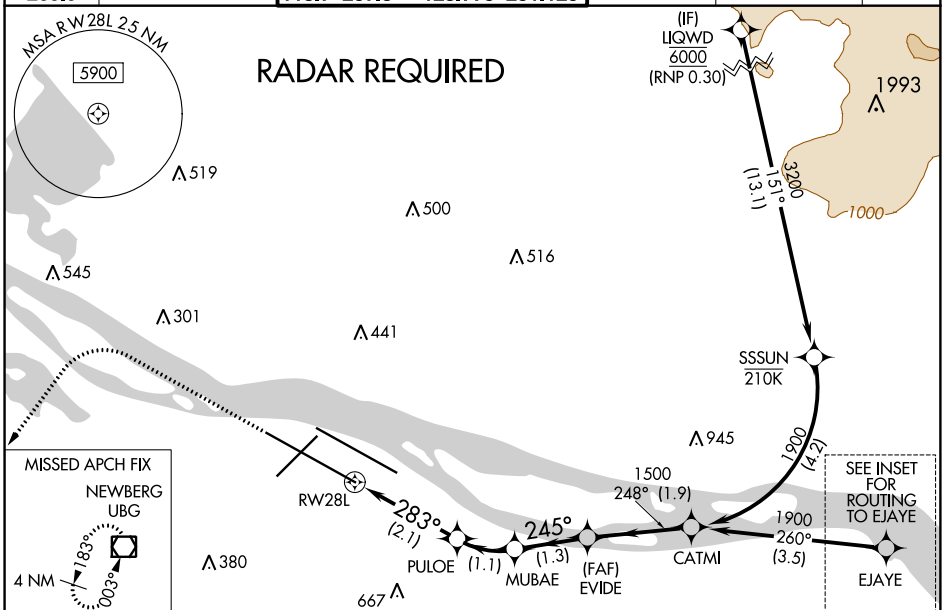 MSA RW28L 25 NM
5900
RADAR REQUIRED
(IF)
LIQWD
6000
(RNP 0.30)
1993
519
3200
151°
(13.1)
500
1000
516
545
301
441
SSSUN
210K
945
1900
(4.2)
MISSED APCH FIX
NEWBERG
UBG
183°
4 NM
003°
RW28L
1500
248° (1.9)
SEE INSET
FOR
ROUTING
TO EJAYE
283°
(2.1)
245°
(1.3)
1900
260°
(3.5)
PULOE
(1.1)
MUBAE
(FAF)
EVIDE
CATMI
EJAYE
380
667